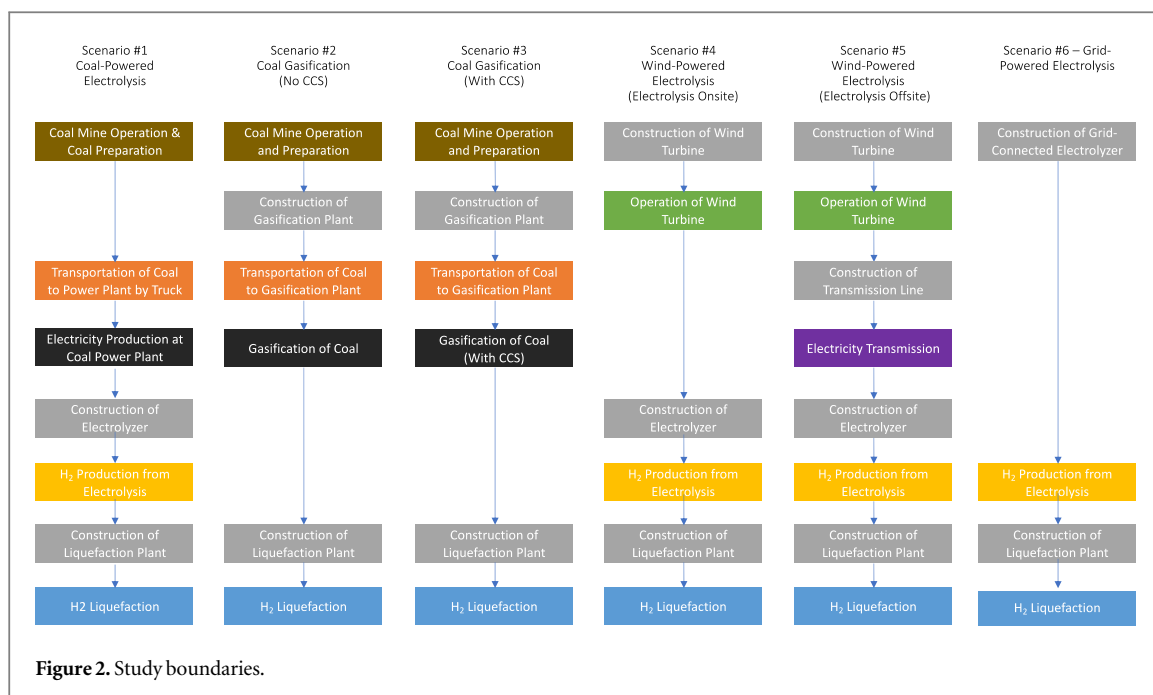 Scenario #1
Coal-Powered
Electrolysis
Coal Mine Operation &
Coal Preparation
Transportation of Coal
to Power Plant by Truck
Electricity Production at
Coal Power Plant
Construction of
Electrolyzer
H₂ Production from
Electrolysis
Construction of
Liquefaction Plant
H2 Liquefaction
Scenario #2
Coal Gasification
(No CCS)
Coal Mine Operation
and Preparation
Construction of
Gasification Plant
Transportation of Coal
to Gasification Plant
Gasification of Coal
Construction of
Liquefaction Plant
H₂ Liquefaction
Scenario #3
Coal Gasification
(With CCS)
Coal Mine Operation
and Preparation
Construction of
Gasification Plant
Transportation of Coal
to Gasification Plant
Gasification of Coal
(With CCS)
Construction of
Liquefaction Plant
H₂ Liquefaction
Scenario #4
Wind-Powered
Electrolysis
(Electrolysis Onsite)
Construction of Wind
Turbine
Operation of Wind
Turbine
Construction of
Electrolyzer
H₂ Production from
Electrolysis
Construction of
Liquefaction Plant
H₂ Liquefaction
Scenario #5
Wind-Powered
Electrolysis
(Electrolysis Offsite)
Construction of Wind
Turbine
Operation of Wind
Turbine
Construction of
Transmission Line
Electricity Transmission
Construction of
Electrolyzer
H₂ Production from
Electrolysis
Construction of
Liquefaction Plant
H₂ Liquefaction
Scenario #6 – Grid-
Powered Electrolysis
Construction of Grid-
Connected Electrolyzer
H₂ Production from
Electrolysis
Construction of
Liquefaction Plant
H₂ Liquefaction
Figure 2. Study boundaries.